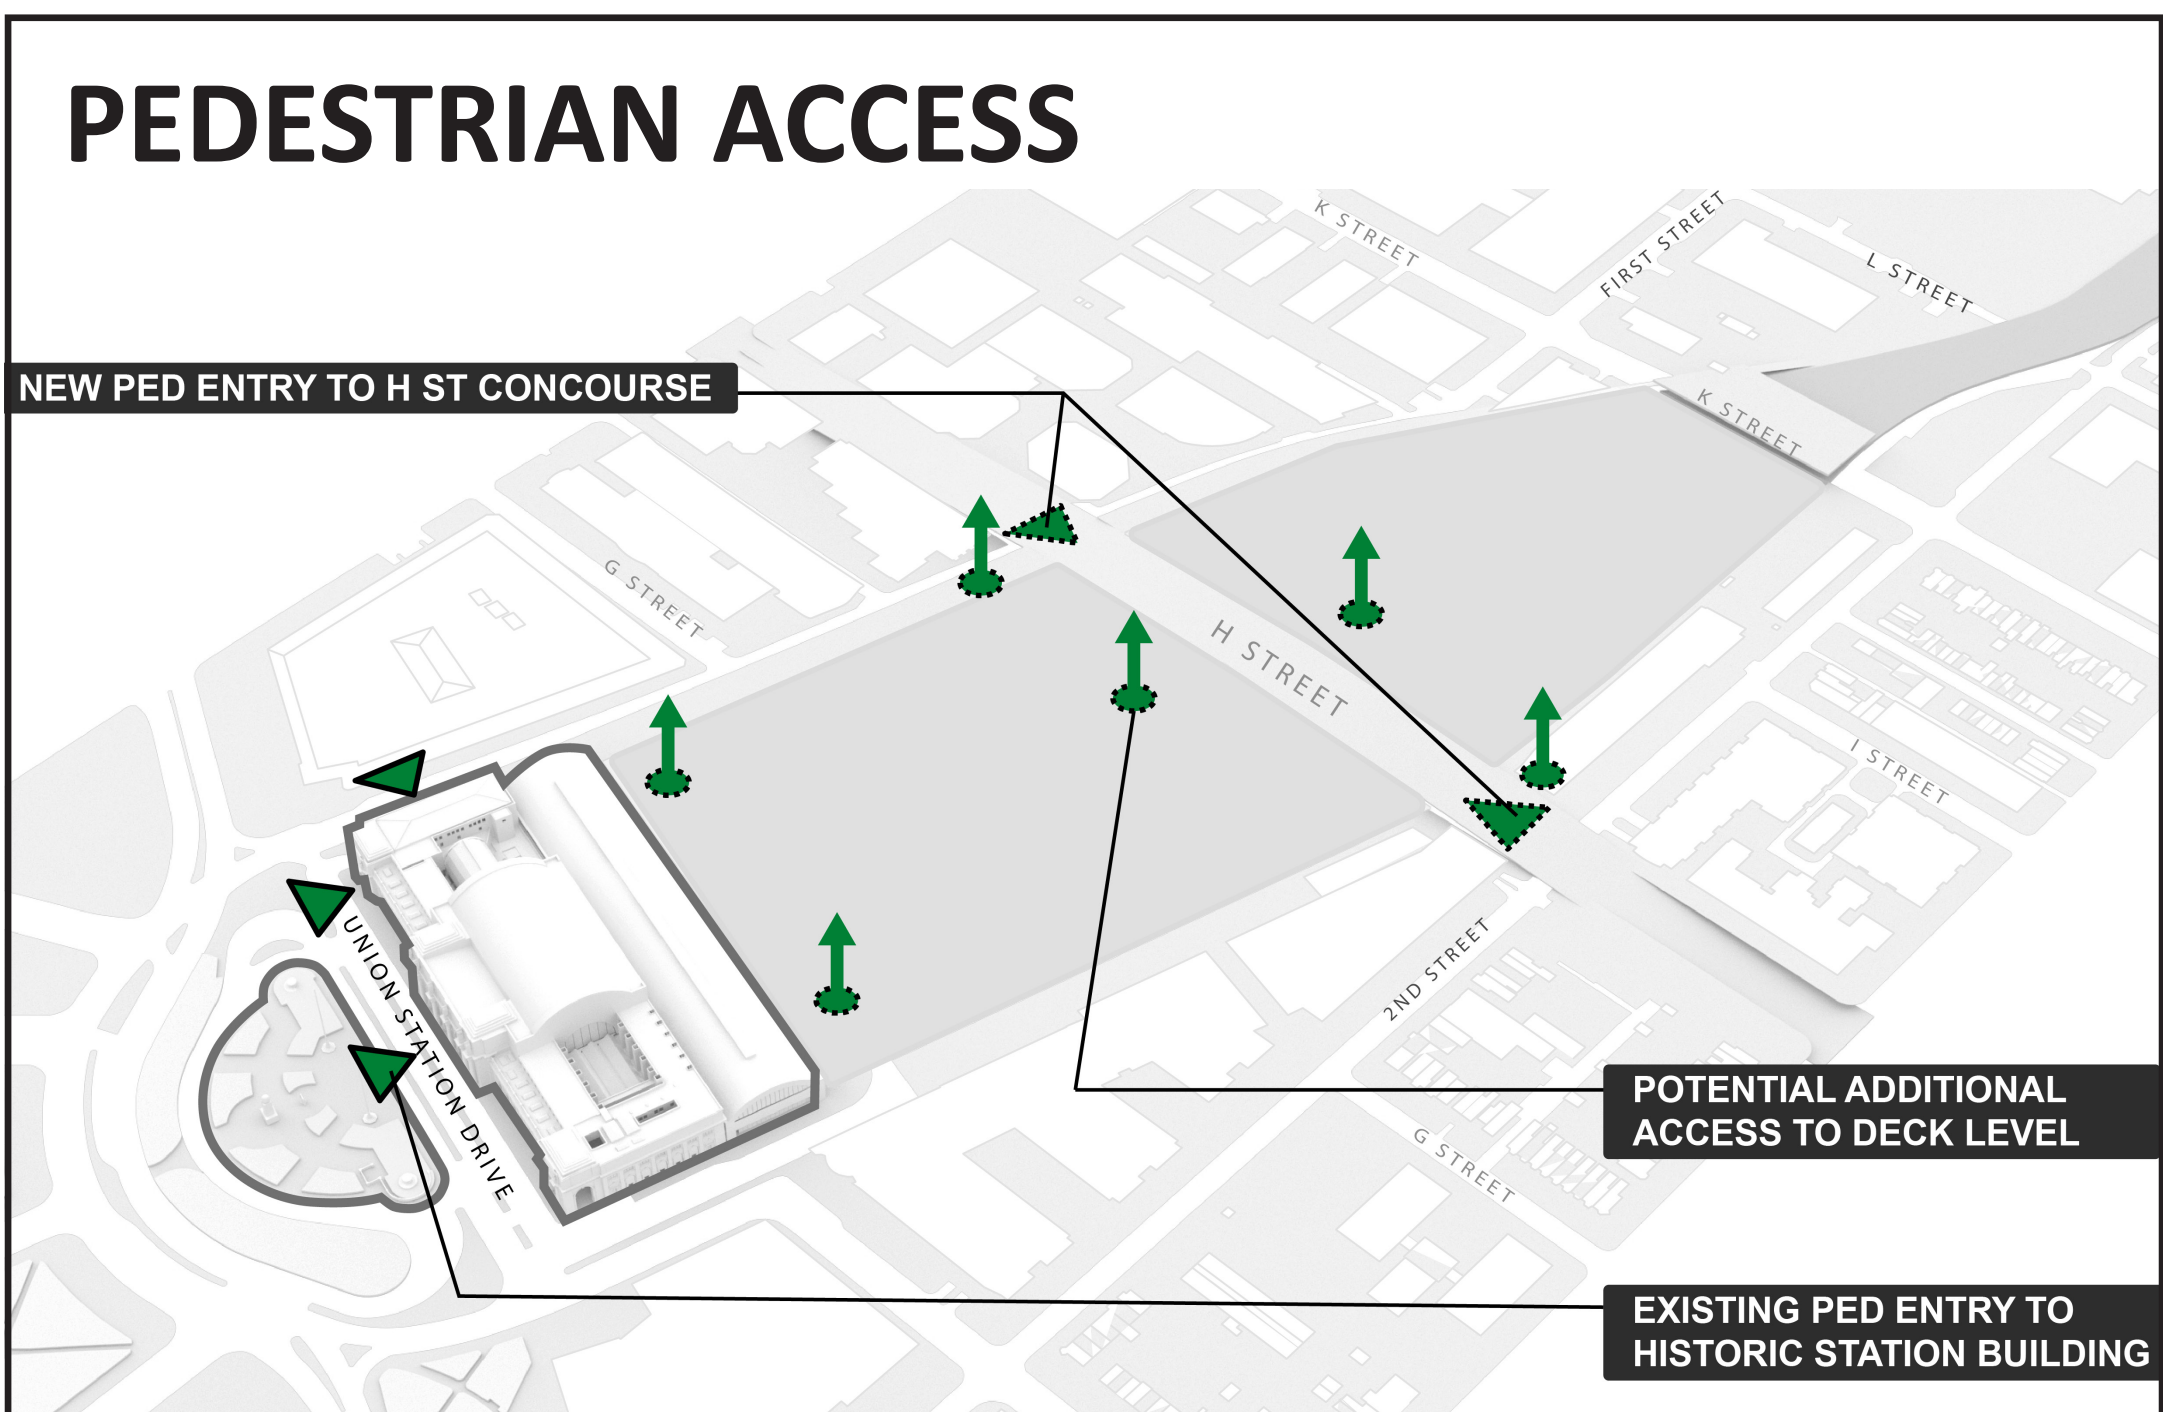 PEDESTRIAN ACCESS
K STREET
FIRST STREET
L STREET
NEW PED ENTRY TO H ST CONCOURSE
K STREET
G STREET
H STREET
I STREET
UNION STATION DRIVE
2ND STREET
POTENTIAL ADDITIONAL
ACCESS TO DECK LEVEL
G STREET
EXISTING PED ENTRY TO
HISTORIC STATION BUILDING